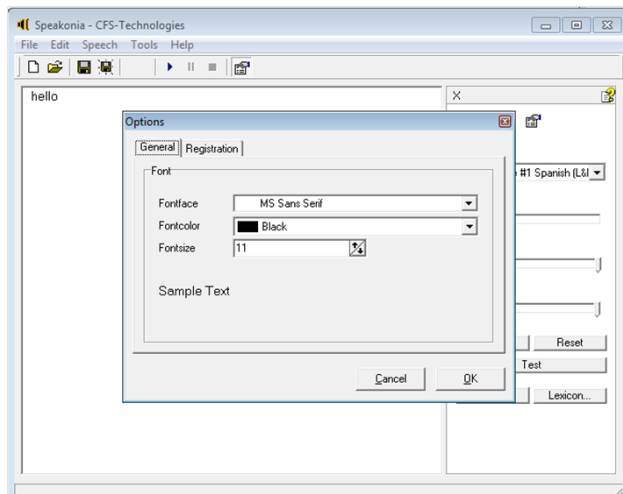 Speakonia - CFS-Technologies
File Edit Speech Tools Help
hello
X
Options
General Registration
#1 Spanish (L&
Font
Fontface MS Sans Serif
Fontcolor Black
Fontsize 11
Sample Text
Reset
Test
Cancel OK
Lexicon...